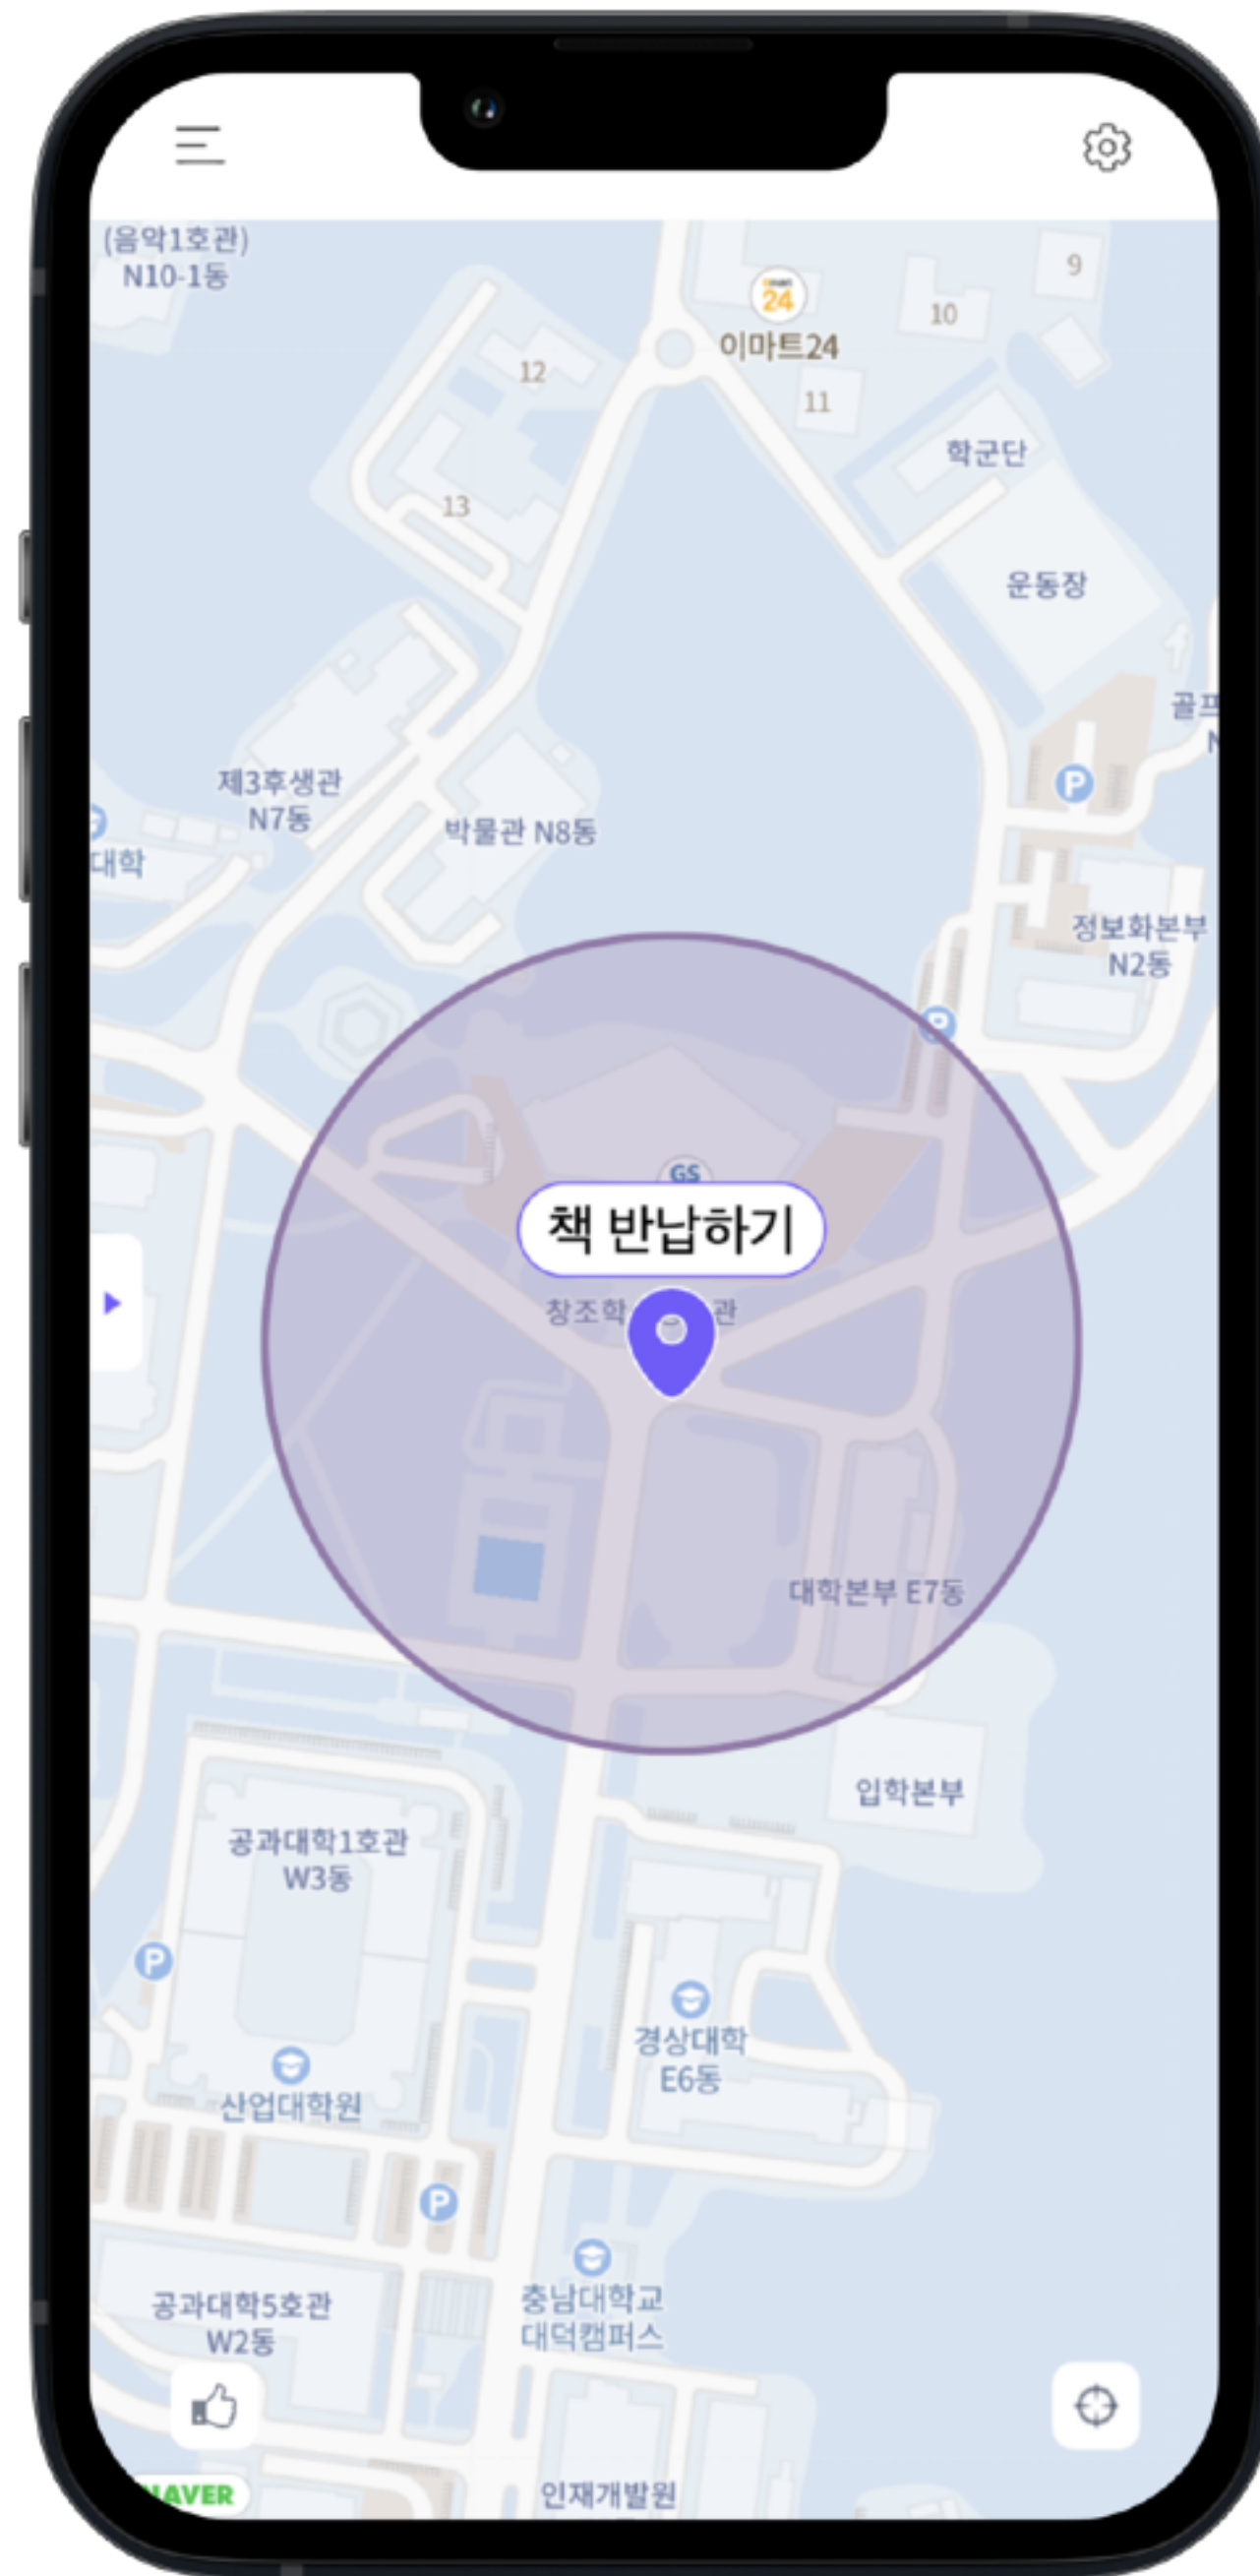 (음악1호관)
N10-1동
9
24
10
이마트24
12
11
학군단
13
운동장
골프
N
제3후생관
N7동
P
박물관 N8동
대학
정보화본부
N2동
P
GS
책 반납하기
창조학
관
대학본부 E7동
입학본부
공과대학1호관
W3동
P
경상대학
E6동
산업대학원
P
충남대학교
대덕캠퍼스
공과대학5호관
W2동
NAVER
인재개발원